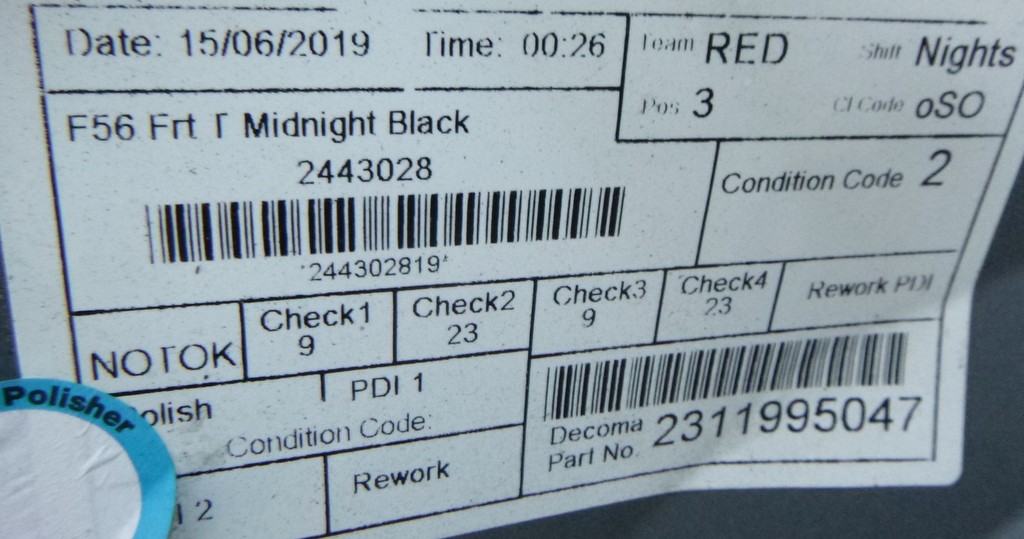 Date: 15/06/2019 Time: 00:26
Team RED Shift Nights
Pos 3 Cl Code oSO
F56 Frt T Midnight Black
2443028
Condition Code 2
*244302819*
NOTOK Check1 9 Check2 23 Check3 9 Check4 23 Rework PDI
Polisher
olish PDI 1
Condition Code:
Decoma Part No. 2311995047
2 Rework